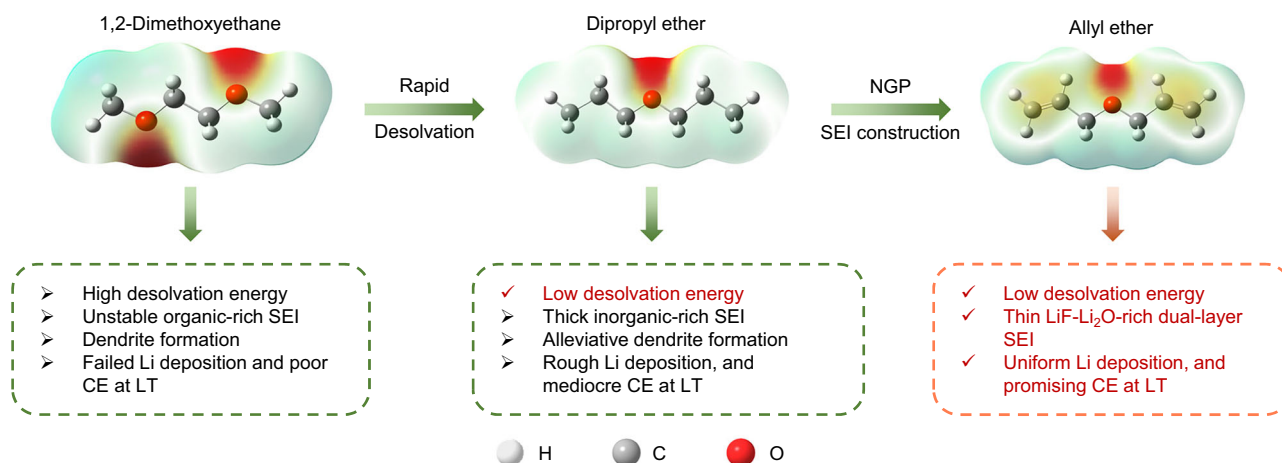 1,2-Dimethoxyethane
Dipropyl ether
Allyl ether
Rapid
Desolvation
NGP
SEI construction
➢ High desolvation energy
➢ Unstable organic-rich SEI
➢ Dendrite formation
➢ Failed Li deposition and poor
CE at LT
✓ Low desolvation energy
➢ Thick inorganic-rich SEI
➢ Alleviative dendrite formation
➢ Rough Li deposition, and
mediocre CE at LT
✓ Low desolvation energy
✓ Thin LiF-Li₂O-rich dual-layer
SEI
✓ Uniform Li deposition, and
promising CE at LT
H
C
O